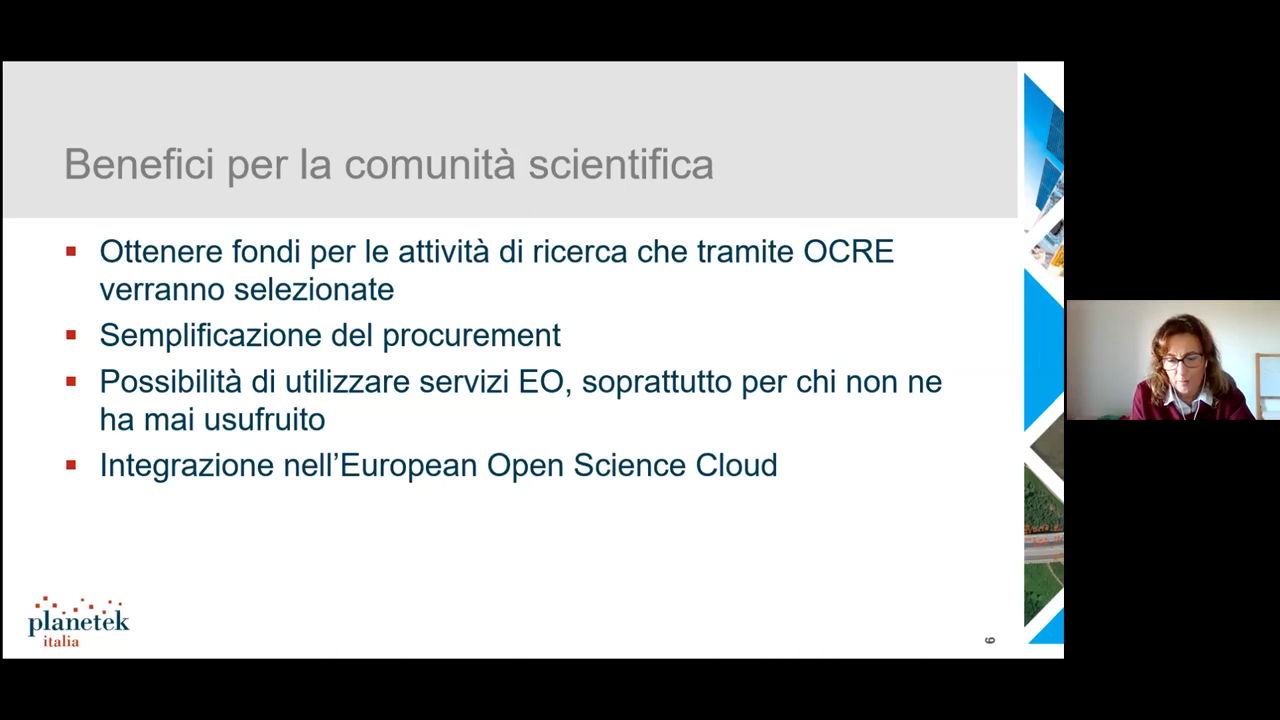 Benefici per la comunità scientifica
Ottenere fondi per le attività di ricerca che tramite OCRE
verranno selezionate
Semplificazione del procurement
Possibilità di utilizzare servizi EO, soprattutto per chi non ne
ha mai usufruito
Integrazione nell’European Open Science Cloud
planetek
italia
6